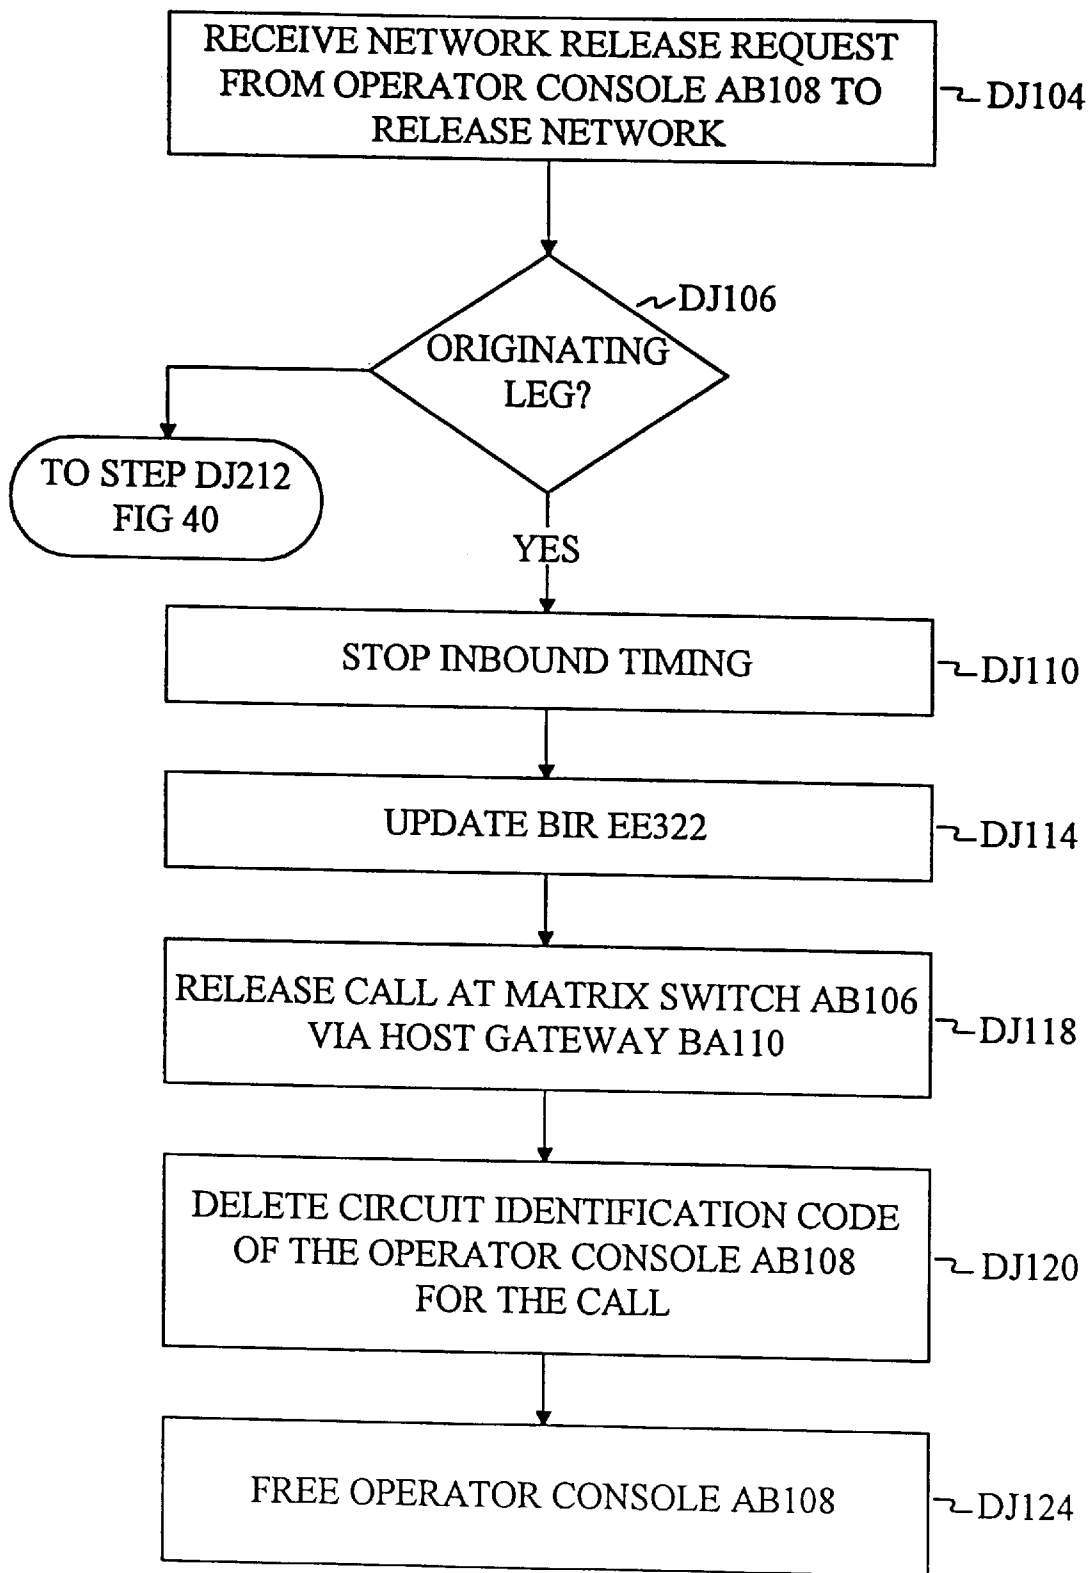 RECEIVE NETWORK RELEASE REQUEST
FROM OPERATOR CONSOLE AB108 TO
RELEASE NETWORK
DJ104
DJ106
ORIGINATING
LEG?
TO STEP DJ212
FIG 40
YES
STOP INBOUND TIMING
DJ110
UPDATE BIR EE322
DJ114
RELEASE CALL AT MATRIX SWITCH AB106
VIA HOST GATEWAY BA110
DJ118
DELETE CIRCUIT IDENTIFICATION CODE
OF THE OPERATOR CONSOLE AB108
FOR THE CALL
DJ120
FREE OPERATOR CONSOLE AB108
DJ124